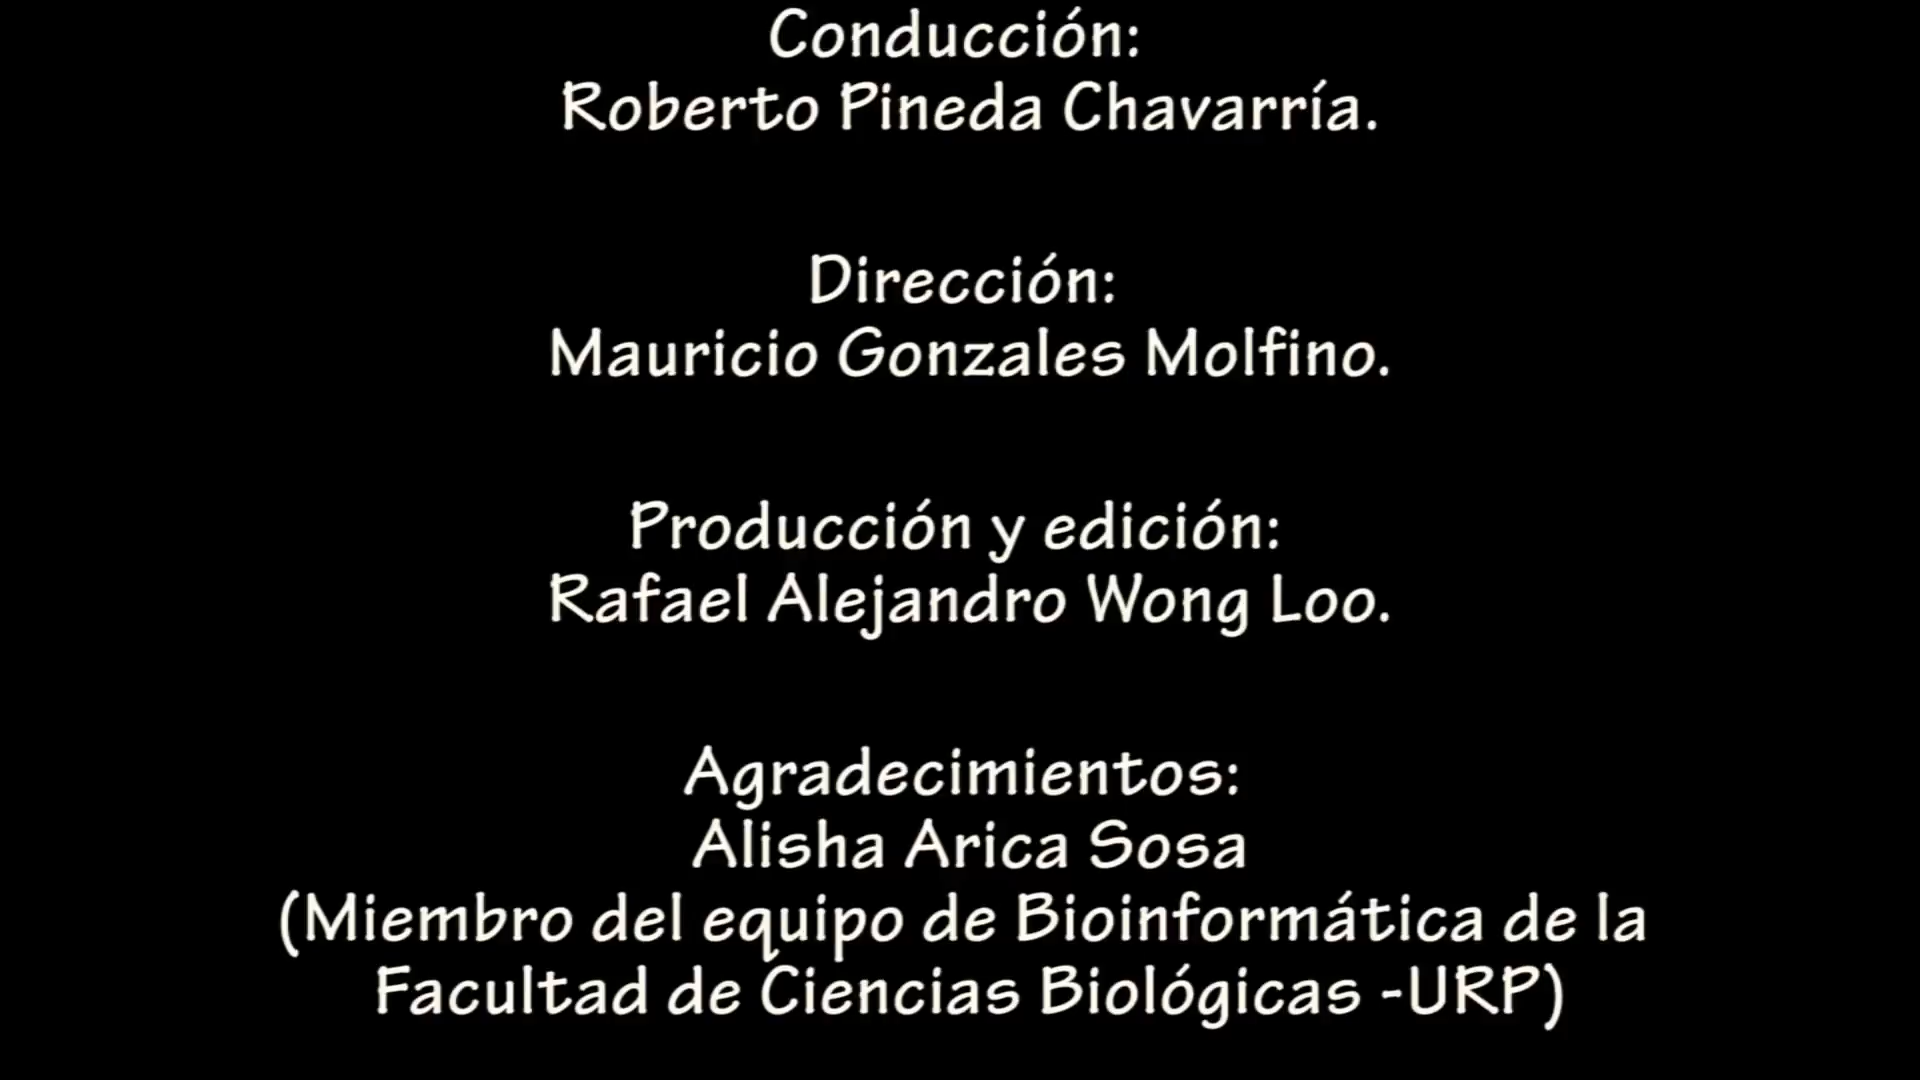 Conducción:
Roberto Pineda Chavarría.
Dirección:
Mauricio Gonzales Molfino.
Producción y edición:
Rafael Alejandro Wong Loo.
Agradecimientos:
Alisha Arica Sosa
(Miembro del equipo de Bioinformática de la
Facultad de Ciencias Biológicas -URP)